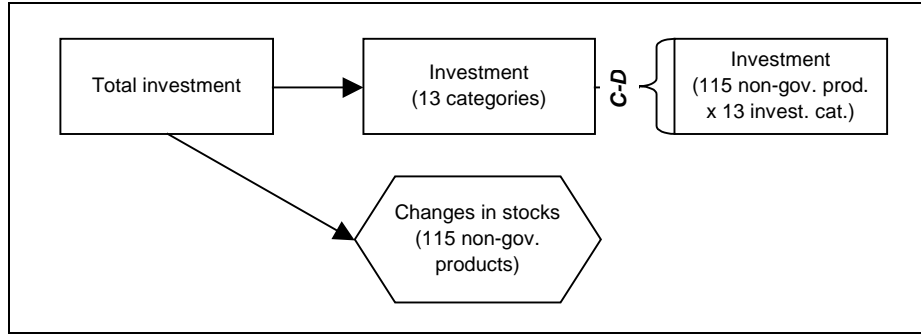 Total investment
Investment
(13 categories)
C-D
Investment
(115 non-gov. prod.
x 13 invest. cat.)
Changes in stocks
(115 non-gov.
products)